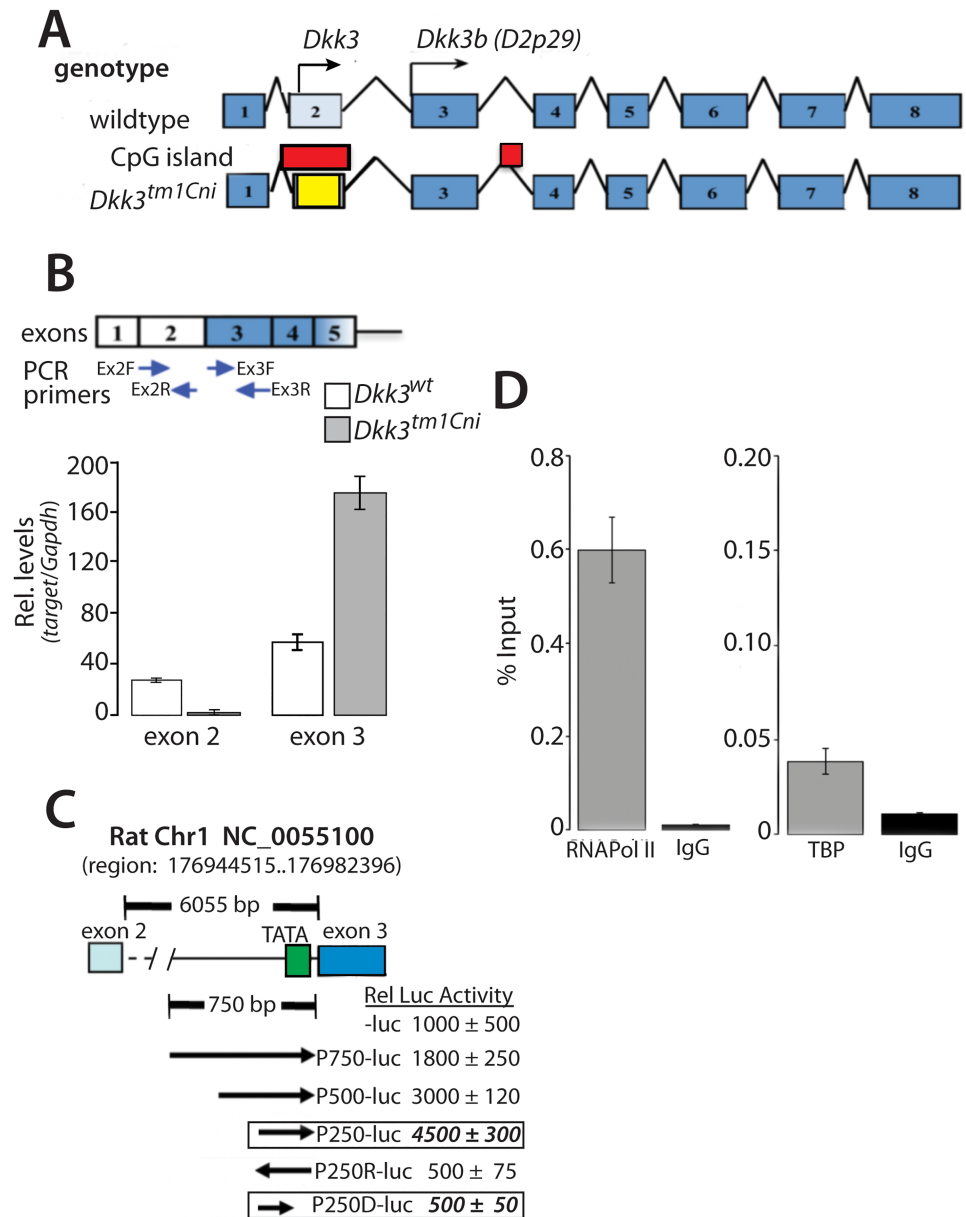 A
genotype
Dkk3
Dkk3b (D2p29)
wildtype
1 2 3 4 5 6 7 8
CpG island
Dkk3tm1Cni
1 3 4 5 6 7 8
B
exons 1 2 3 4 5
PCR primers
Ex2F Ex3F
Ex2R Ex3R
Dkk3wt
Dkk3tm1Cni
Rel. levels
(target/Gapdh)
200
160
120
80
40
0
exon 2 exon 3
C
Rat Chr1 NC_0055100
(region: 176944515..176982396)
6055 bp
exon 2 TATA exon 3
750 bp
Rel Luc Activity
-luc 1000 ± 500
P750-luc 1800 ± 250
P500-luc 3000 ± 120
P250-luc 4500 ± 300
P250R-luc 500 ± 75
P250D-luc 500 ± 50
D
% Input
0.8
0.6
0.4
0.2
0
RNAPol II IgG
0.20
0.15
0.10
0.05
0
TBP IgG